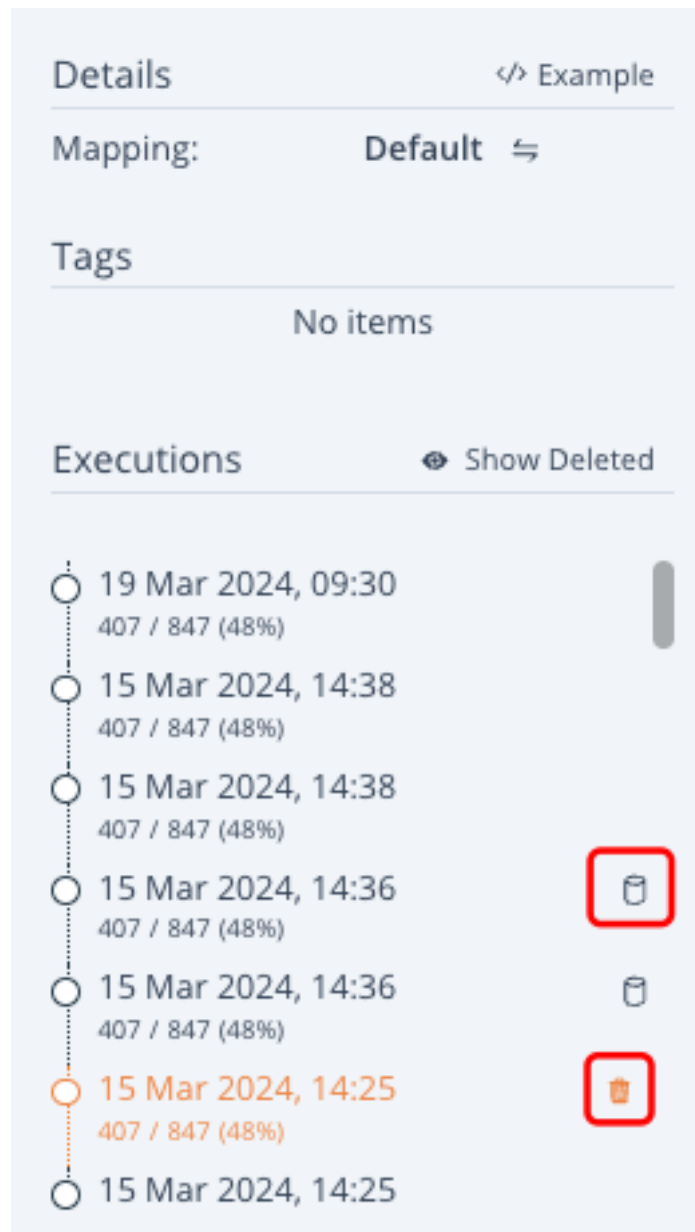 Details </> Example
Mapping: Default
Tags
No items
Executions Show Deleted
19 Mar 2024, 09:30
407 / 847 (48%)
15 Mar 2024, 14:38
407 / 847 (48%)
15 Mar 2024, 14:38
407 / 847 (48%)
15 Mar 2024, 14:36
407 / 847 (48%)
15 Mar 2024, 14:36
407 / 847 (48%)
15 Mar 2024, 14:25
407 / 847 (48%)
15 Mar 2024, 14:25